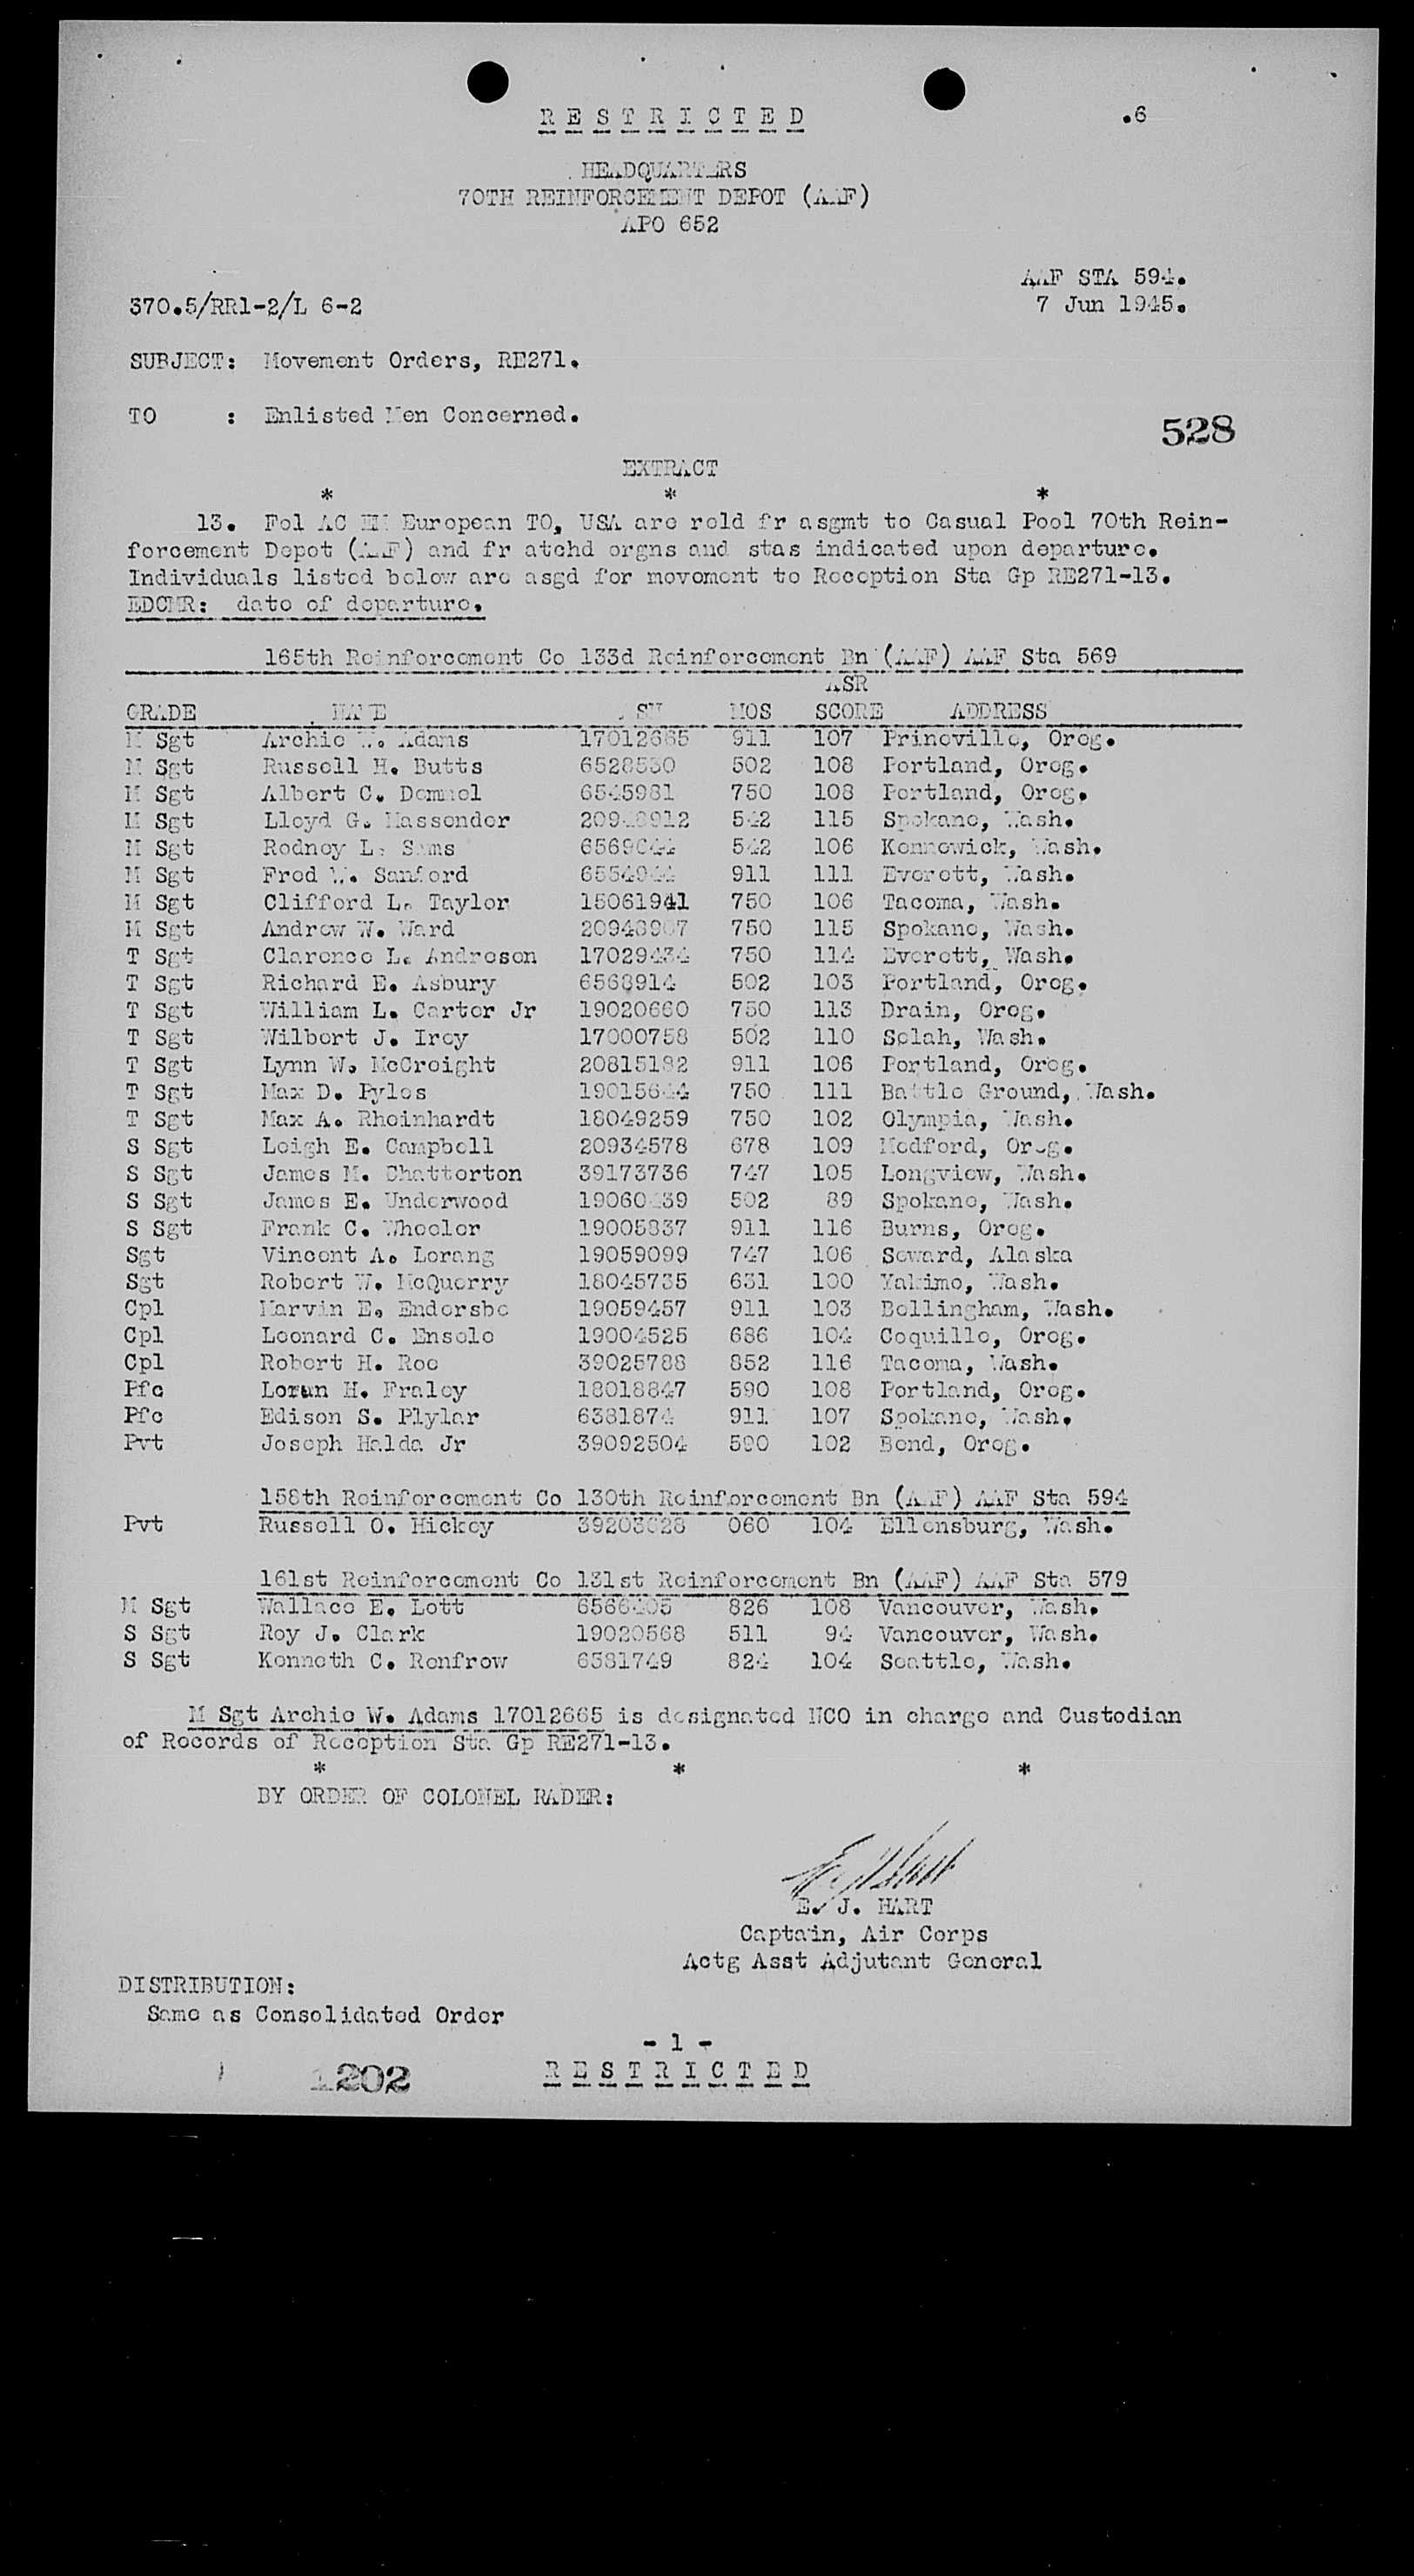 R E S T R I C T E D .6
HEADQUARTERS
70TH REINFORCEMENT DEPOT (AAF)
APO 652
AAF STA 594.
370.5/RR1-2/L 6-2 7 Jun 1945.
SUBJECT: Movement Orders, RE271.
TO : Enlisted Men Concerned.
528
EXTRACT
* * *
13. Fol AC EM European TO, USA are reld fr asgmt to Casual Pool 70th Rein-
forcement Depot (AAF) and fr atchd orgns and stas indicated upon departure.
Individuals listed below are asgd for movement to Reception Sta Gp RE271-13.
EDCMR: date of departure.
165th Reinforcement Co 133d Reinforcement Bn (AAF) AAF Sta 569
ASR
GRADE NAME SN MOS SCORE ADDRESS
M Sgt Archie W. Adams 17012665 911 107 Prineville, Oreg.
M Sgt Russell H. Butts 6528550 502 108 Portland, Oreg.
M Sgt Albert C. Demmel 6545981 750 108 Portland, Oreg.
M Sgt Lloyd G. Massender 542 115 Spokane, Wash.
M Sgt Rodney L. Sams 542 106 Kennewick, Wash.
M Sgt Fred W. Sanford 6554944 911 111 Everett, Wash.
M Sgt Clifford L. Taylor 15061941 750 106 Tacoma, Wash.
M Sgt Andrew W. Ward 750 115 Spokane, Wash.
T Sgt Clarence L. Andreson 17029434 750 114 Everett, Wash.
T Sgt Richard E. Asbury 6568914 502 103 Portland, Oreg.
T Sgt William L. Carter Jr 19020660 750 113 Drain, Oreg.
T Sgt Wilbert J. Irey 17000758 502 110 Selah, Wash.
T Sgt Lynn W. McCreight 20815182 911 106 Portland, Oreg.
T Sgt Max D. Pyles 19015644 750 111 Battle Ground, Wash.
T Sgt Max A. Rheinhardt 18049259 750 102 Olympia, Wash.
S Sgt Leigh E. Campbell 20934578 678 109 Medford, Oreg.
S Sgt James M. Chatterton 39173736 747 105 Longview, Wash.
S Sgt James E. Underwood 502 89 Spokane, Wash.
S Sgt Frank C. Wheeler 19005837 911 116 Burns, Oreg.
Sgt Vincent A. Lorang 19059099 747 106 Seward, Alaska
Sgt Robert W. McQuerry 18045735 631 100 Yakimo, Wash.
Cpl Marvin E. Endersbe 19059457 911 103 Bellingham, Wash.
Cpl Leonard C. Ensele 19004525 686 104 Coquille, Oreg.
Cpl Robert H. Roe 39025788 852 116 Tacoma, Wash.
Pfc Lorun H. Fraley 18018847 590 108 Portland, Oreg.
Pfc Edison S. Plylar 6381874 911 107 Spokane, Wash.
Pvt Joseph Halda Jr 39092504 590 102 Bend, Oreg.
158th Reinforcement Co 130th Reinforcement Bn (AAF) AAF Sta 594
Pvt Russell O. Hickey 060 104 Ellensburg, Wash.
161st Reinforcement Co 131st Reinforcement Bn (AAF) AAF Sta 579
M Sgt Wallace E. Lott 6566405 826 108 Vancouver, Wash.
S Sgt Roy J. Clark 19020568 511 94 Vancouver, Wash.
S Sgt Kenneth C. Renfrow 6581749 824 104 Seattle, Wash.
M Sgt Archie W. Adams 17012665 is designated NCO in charge and Custodian
of Records of Reception Sta Gp RE271-13.
* * *
BY ORDER OF COLONEL RADER:
E. J. HART
Captain, Air Corps
Actg Asst Adjutant General
DISTRIBUTION:
Same as Consolidated Order
- 1 -
1202 R E S T R I C T E D